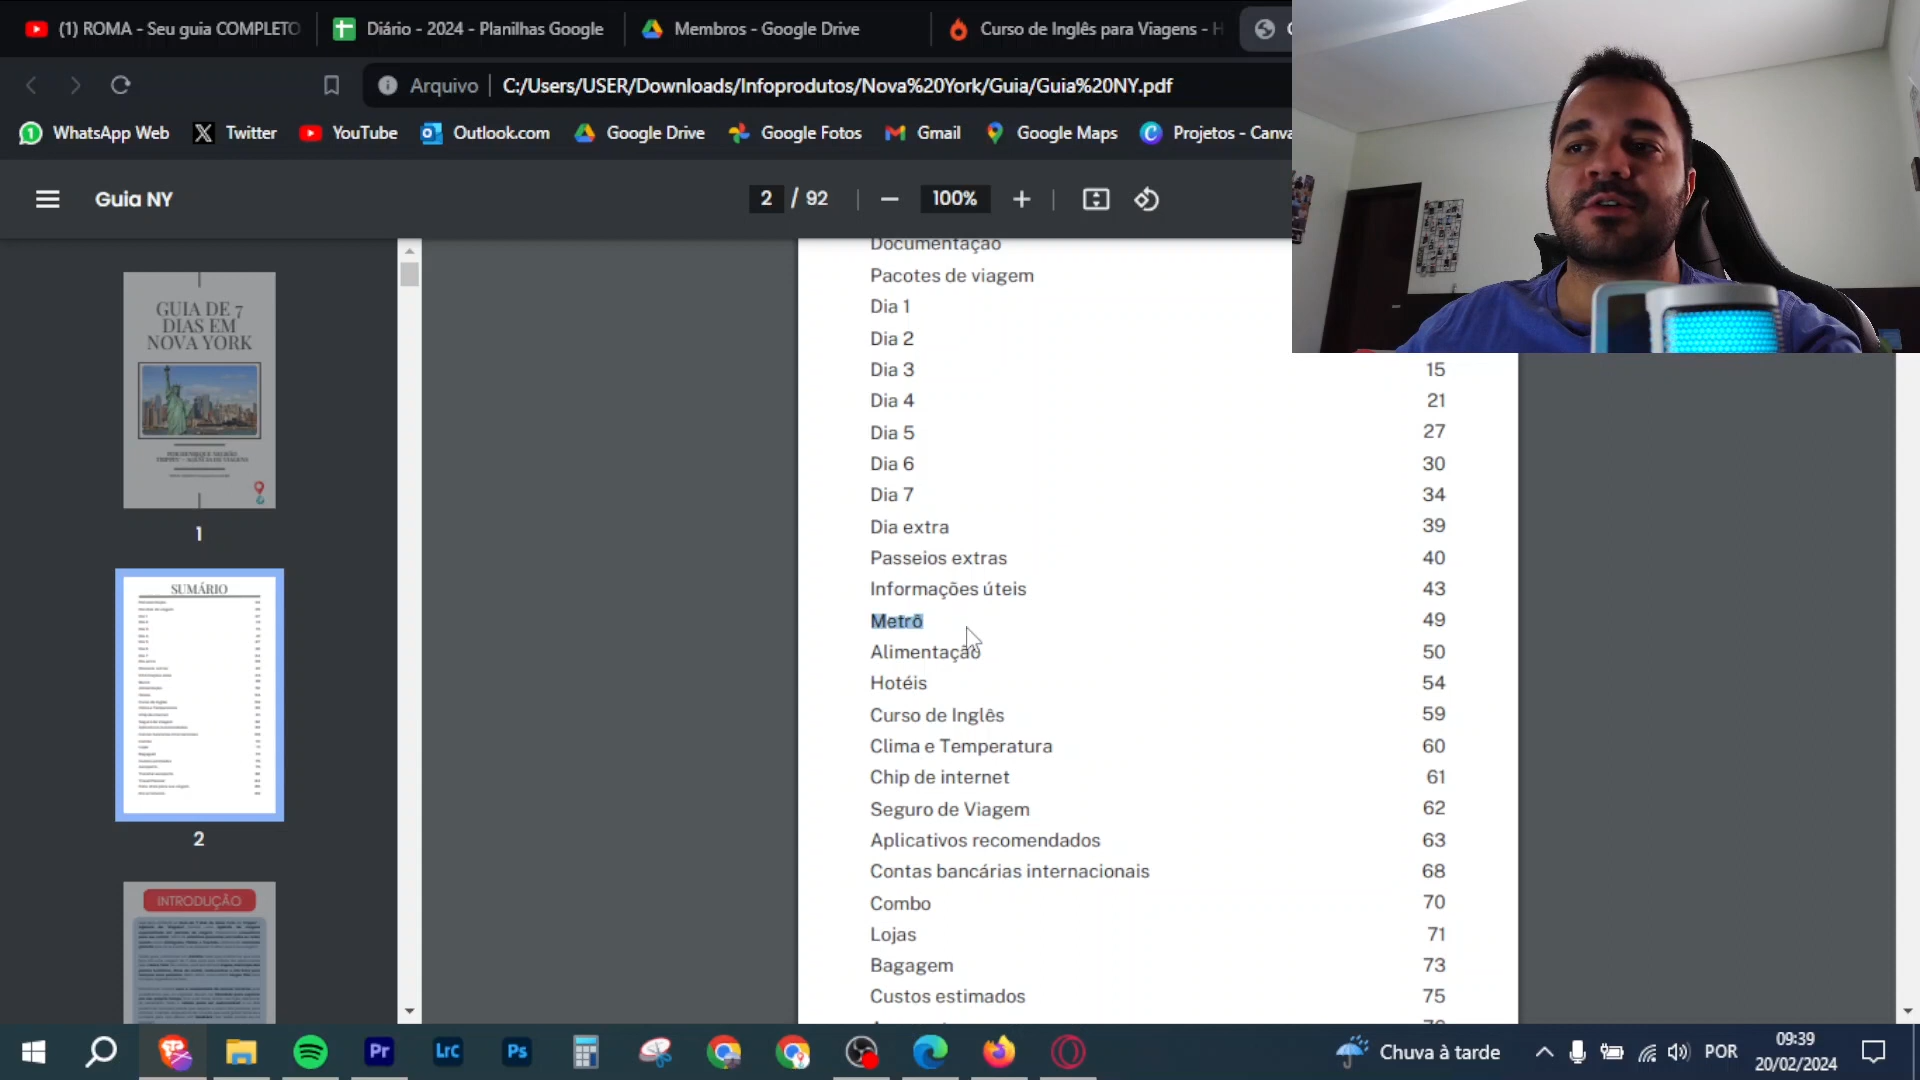 (1) ROMA - Seu guia COMPLETO
Diário - 2024 - Planilhas Google
Membros - Google Drive
Curso de Inglês para Viagens - H
Arquivo
C:/Users/USER/Downloads/Infoprodutos/Nova%20York/Guia/Guia%20NY.pdf
WhatsApp Web
Twitter
YouTube
Outlook.com
Google Drive
Google Fotos
Gmail
Google Maps
Projetos - Canva
Guia NY
2 / 92
100%
GUIA DE 7
DIAS EM
NOVA YORK
1
SUMÁRIO
2
INTRODUÇÃO
Documentação
Pacotes de viagem
Dia 1
Dia 2
Dia 3 15
Dia 4 21
Dia 5 27
Dia 6 30
Dia 7 34
Dia extra 39
Passeios extras 40
Informações úteis 43
Metrô 49
Alimentação 50
Hotéis 54
Curso de Inglês 59
Clima e Temperatura 60
Chip de internet 61
Seguro de Viagem 62
Aplicativos recomendados 63
Contas bancárias internacionais 68
Combo 70
Lojas 71
Bagagem 73
Custos estimados 75
Pr
LrC
Ps
Chuva à tarde
POR
09:39
20/02/2024